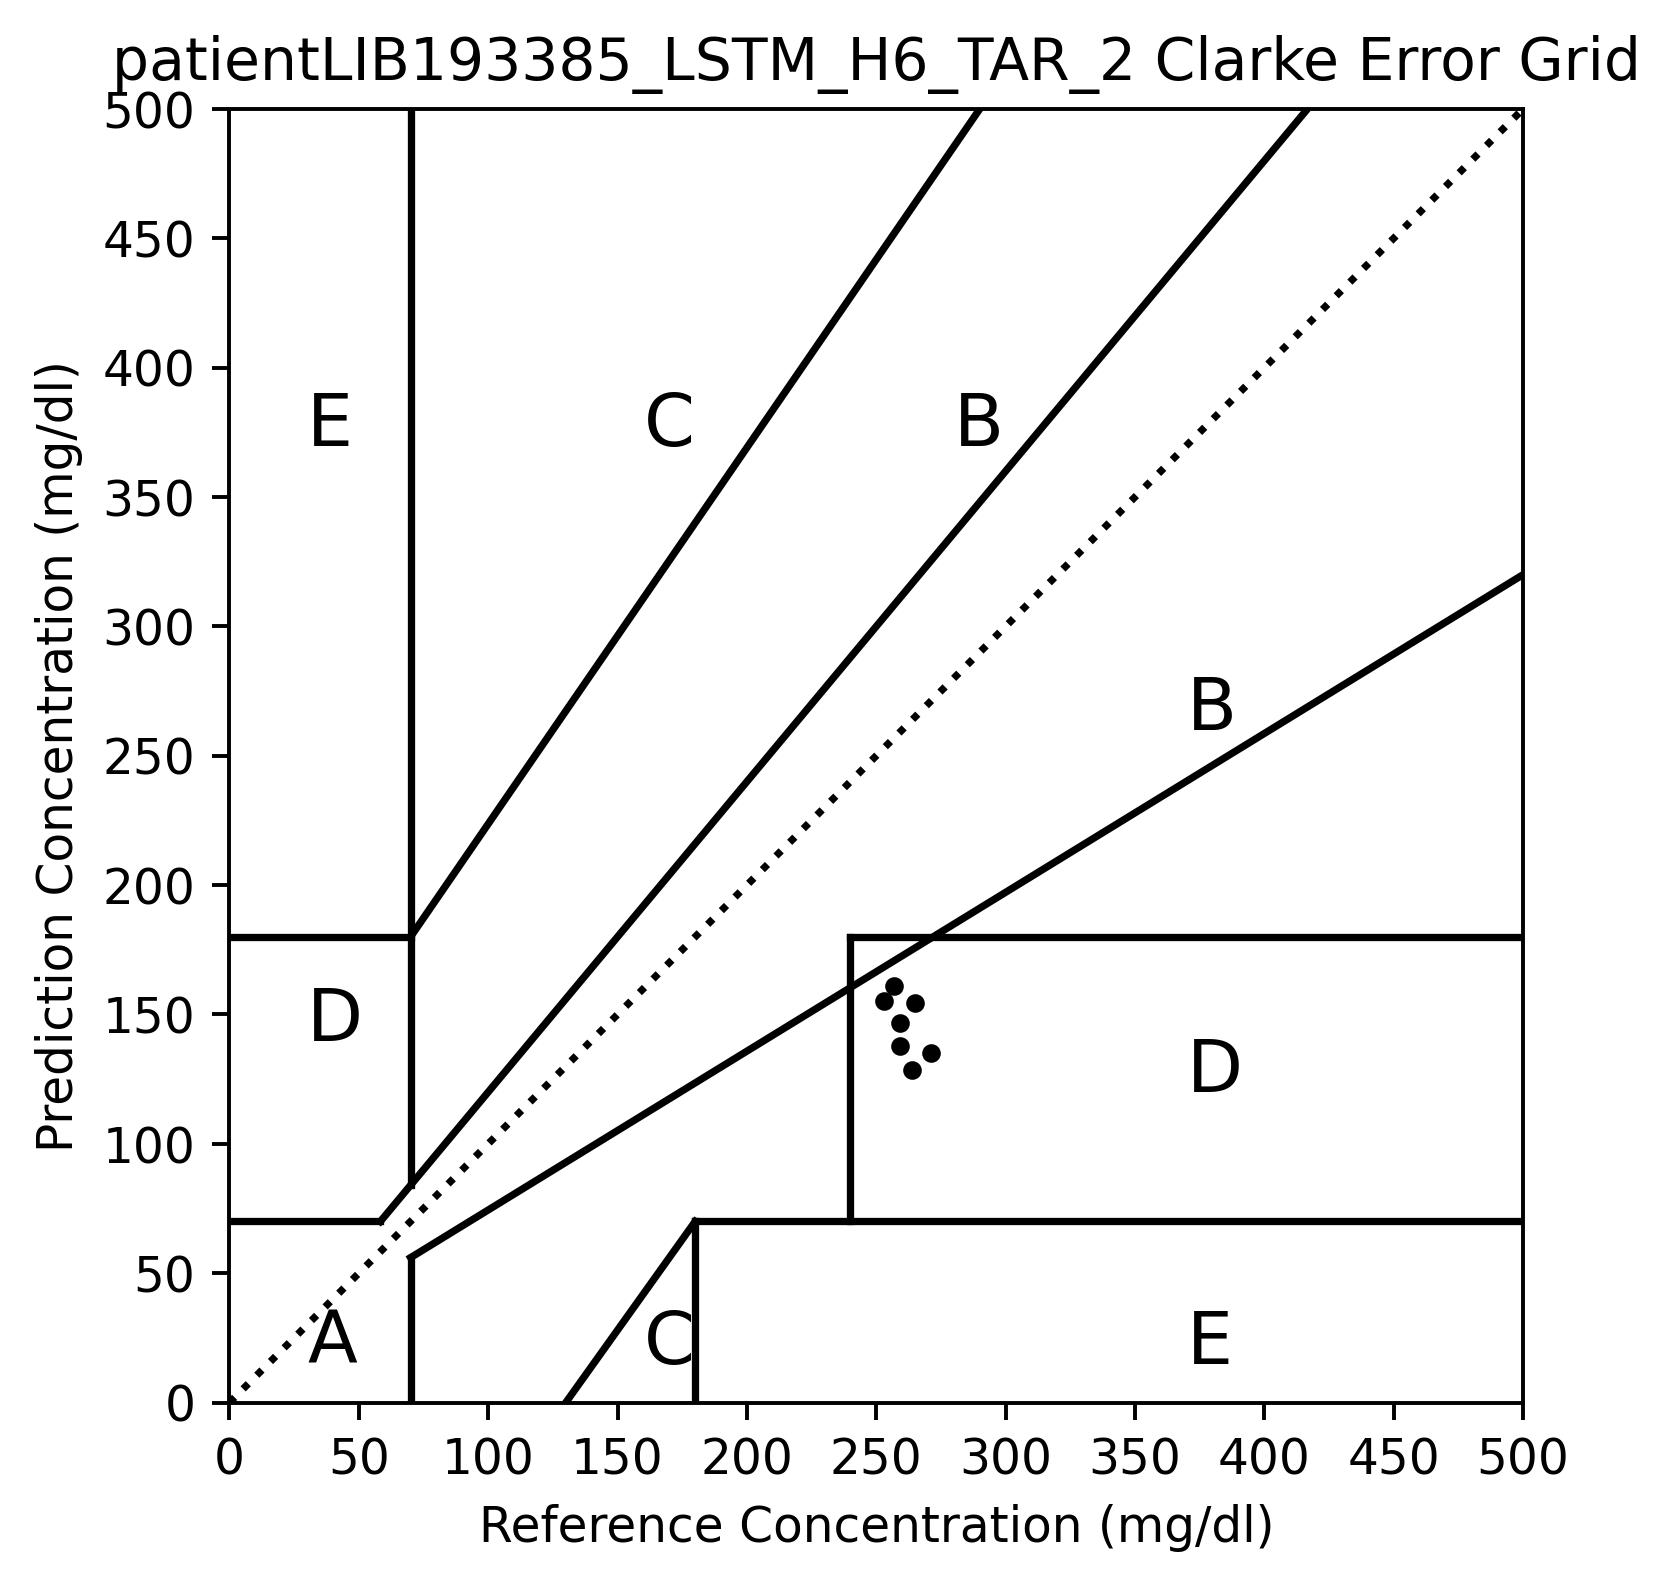 patientLIB193385_LSTM_H6_TAR_2 Clarke Error Grid
500
450
400
350
300
250
200
150
100
50
0
Prediction Concentration (mg/dl)
E
C
B
B
D
D
A
C
E
0 50 100 150 200 250 300 350 400 450 500
Reference Concentration (mg/dl)